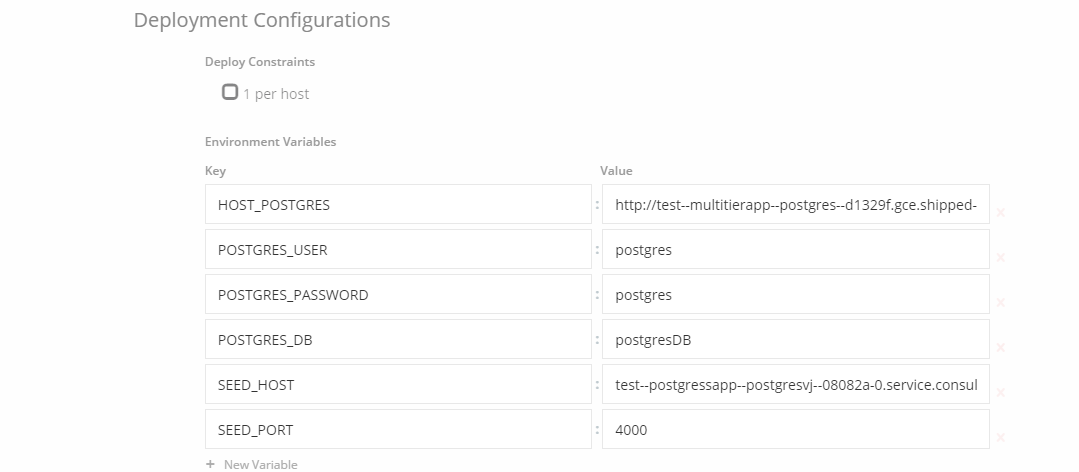 Deployment Configurations
Deploy Constraints
1 per host
Environment Variables
Key Value
HOST_POSTGRES : http://test--multitierapp--postgres--d1329f.gce.shipped- x
POSTGRES_USER : postgres x
POSTGRES_PASSWORD : postgres x
POSTGRES_DB : postgresDB x
SEED_HOST : test--postgressapp--postgresvj--08082a-0.service.consul x
SEED_PORT : 4000 x
+ New Variable